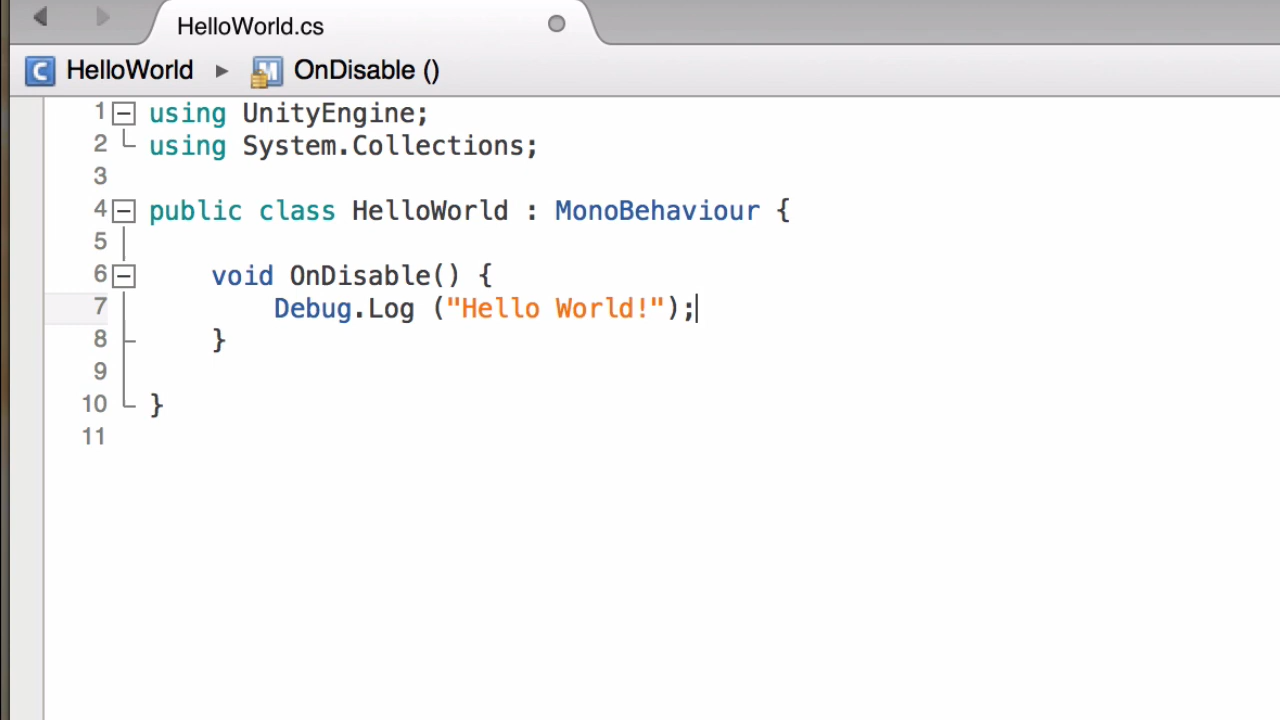 HelloWorld.cs
HelloWorld ▸ OnDisable ()
1 using UnityEngine;
2 using System.Collections;
3
4 public class HelloWorld : MonoBehaviour {
5
6     void OnDisable() {
7         Debug.Log ("Hello World!");
8     }
9
10 }
11